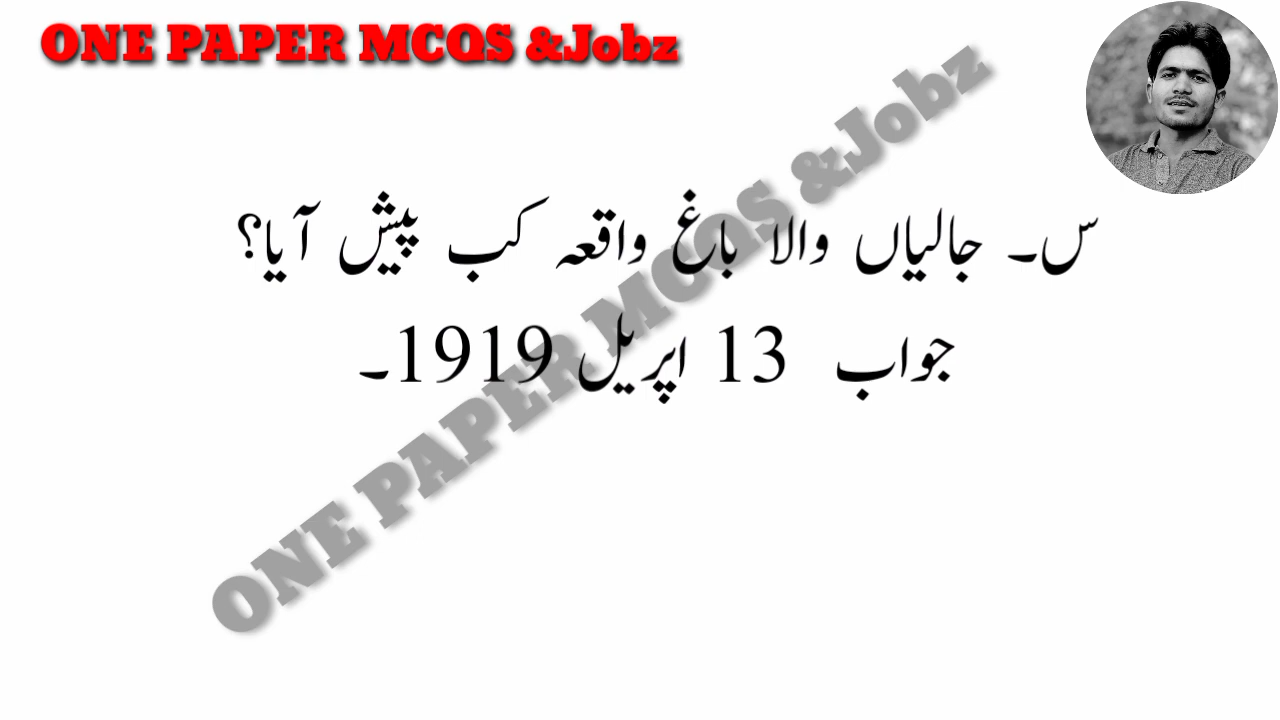 ONE PAPER MCQS &Jobz
س۔ جالیاں والا باغ واقعہ کب پیش آیا؟
جواب 13 اپریل 1919۔
ONE PAPER MCQS &Jobz